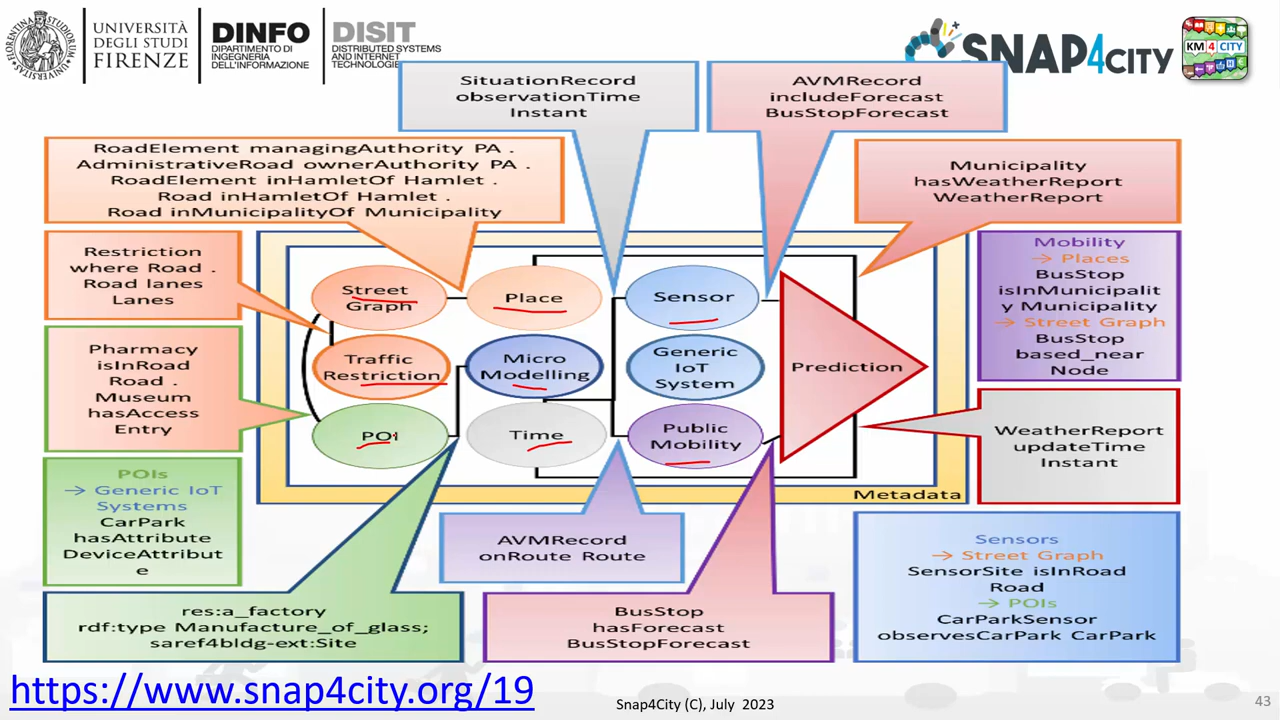 UNIVERSITÀ
DEGLI STUDI
FIRENZE
DINFO
DIPARTIMENTO DI
INGEGNERIA
DELL'INFORMAZIONE
DISIT
DISTRIBUTED SYSTEMS
AND INTERNET
TECHNOLOGIE
SNAP4CITY
KM 4 CITY
SituationRecord
observationTime
Instant
AVMRecord
includeForecast
BusStopForecast
RoadElement managingAuthority PA .
AdministrativeRoad ownerAuthority PA .
RoadElement inHamletOf Hamlet .
Road inHamletOf Hamlet .
Road inMunicipalityOf Municipality
Municipality
hasWeatherReport
WeatherReport
Restriction
where Road .
Road lanes
Lanes
Pharmacy
isInRoad
Road .
Museum
hasAccess
Entry
POIs
→ Generic IoT
Systems
CarPark
hasAttribute
DeviceAttribut
e
Street
Graph
Place
Sensor
Traffic
Restriction
Micro
Modelling
Generic
IoT
System
Prediction
POI
Time
Public
Mobility
Metadata
Mobility
→ Places
BusStop
isInMunicipalit
y Municipality
→ Street Graph
BusStop
based_near
Node
WeatherReport
updateTime
Instant
Sensors
→ Street Graph
SensorSite isInRoad
Road
→ POIs
CarParkSensor
observesCarPark CarPark
AVMRecord
onRoute Route
res:a_factory
rdf:type Manufacture_of_glass;
saref4bldg-ext:Site
BusStop
hasForecast
BusStopForecast
https://www.snap4city.org/19
Snap4City (C), July 2023
43